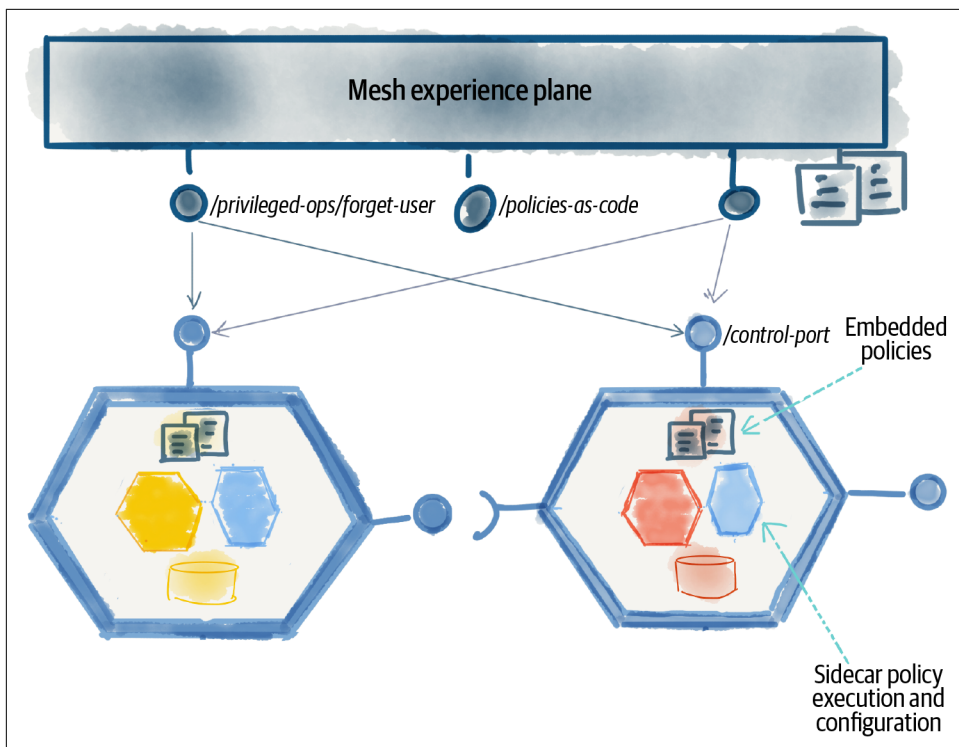 Mesh experience plane
/privileged-ops/forget-user
/policies-as-code
/control-port
Embedded
policies
Sidecar policy
execution and
configuration